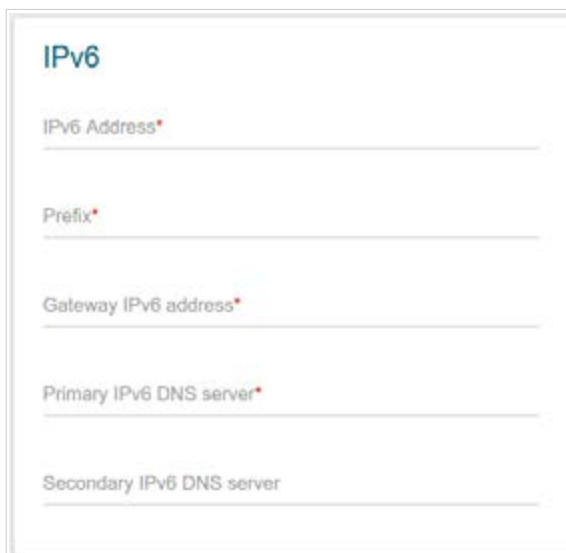 IPv6
IPv6 Address*
Prefix*
Gateway IPv6 address*
Primary IPv6 DNS server*
Secondary IPv6 DNS server